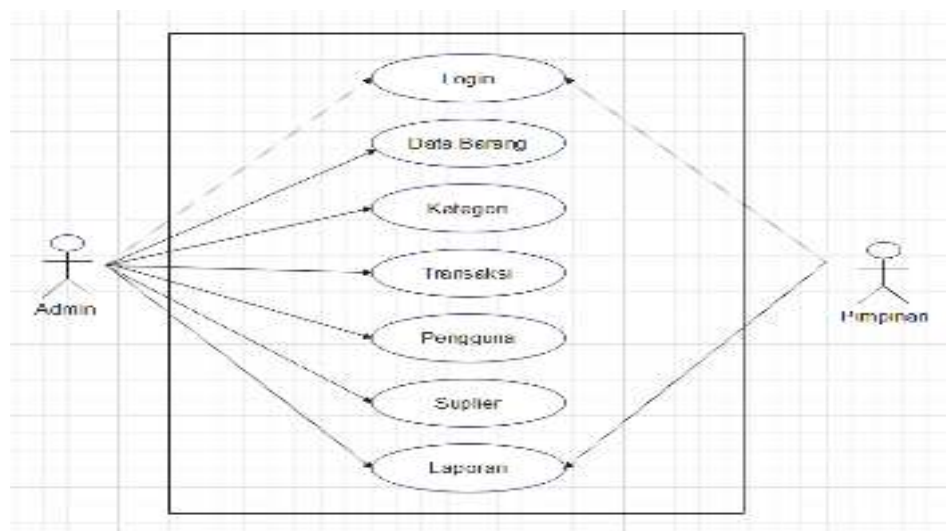 Login
Data Barang
Kategori
Transaksi
Admin
Pimpinan
Pengguna
Suplier
Laporan